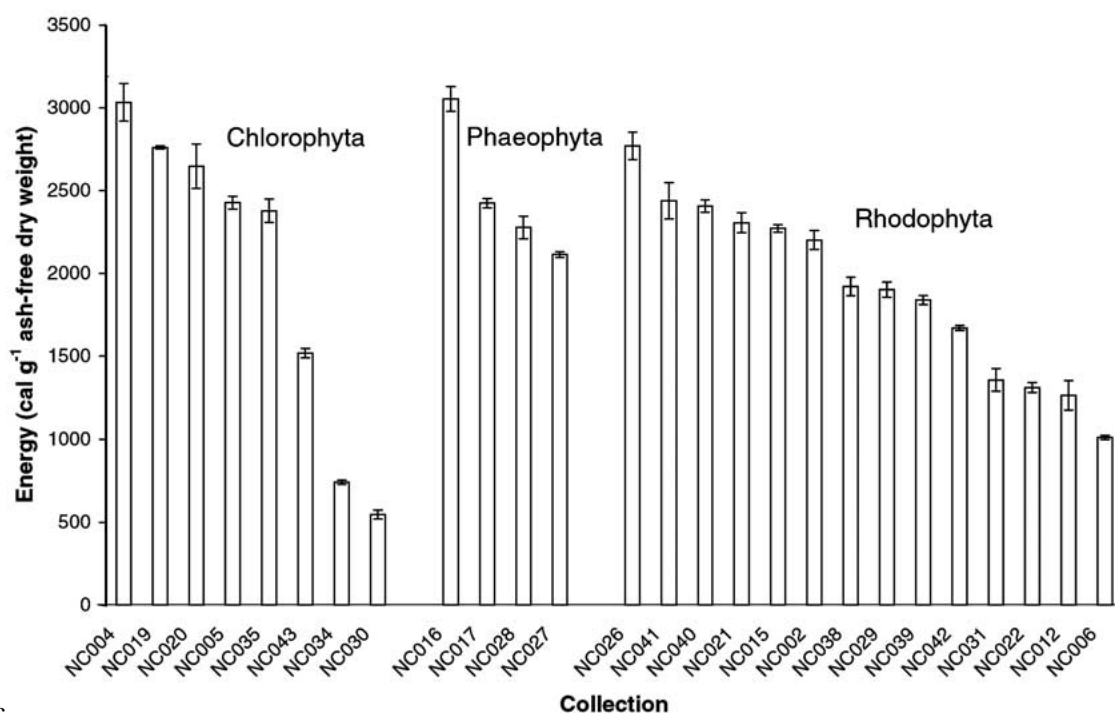 3500
3000
2500
2000
1500
1000
500
0
Energy (cal g⁻¹ ash-free dry weight)
Chlorophyta
Phaeophyta
Rhodophyta
NC004
NC019
NC020
NC005
NC035
NC043
NC034
NC030
NC016
NC017
NC028
NC027
NC026
NC041
NC040
NC021
NC015
NC002
NC038
NC029
NC039
NC042
NC031
NC022
NC012
NC006
Collection